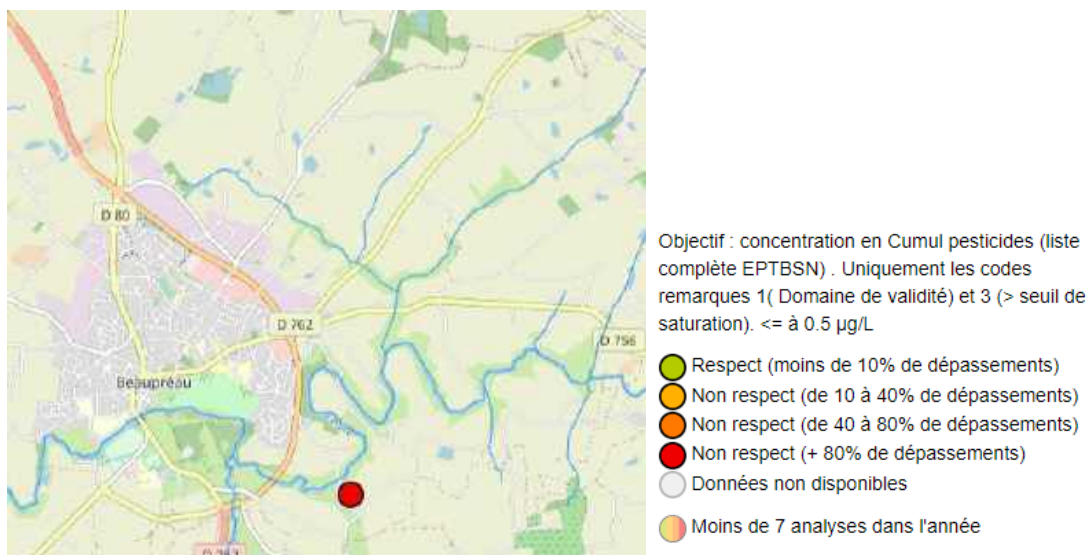 D 80
D 762
D 756
Beaupréau
Objectif : concentration en Cumul pesticides (liste
complète EPTBSN) . Uniquement les codes
remarques 1( Domaine de validité) et 3 (> seuil de
saturation). <= à 0.5 µg/L
Respect (moins de 10% de dépassements)
Non respect (de 10 à 40% de dépassements)
Non respect (de 40 à 80% de dépassements)
Non respect (+ 80% de dépassements)
Données non disponibles
Moins de 7 analyses dans l'année